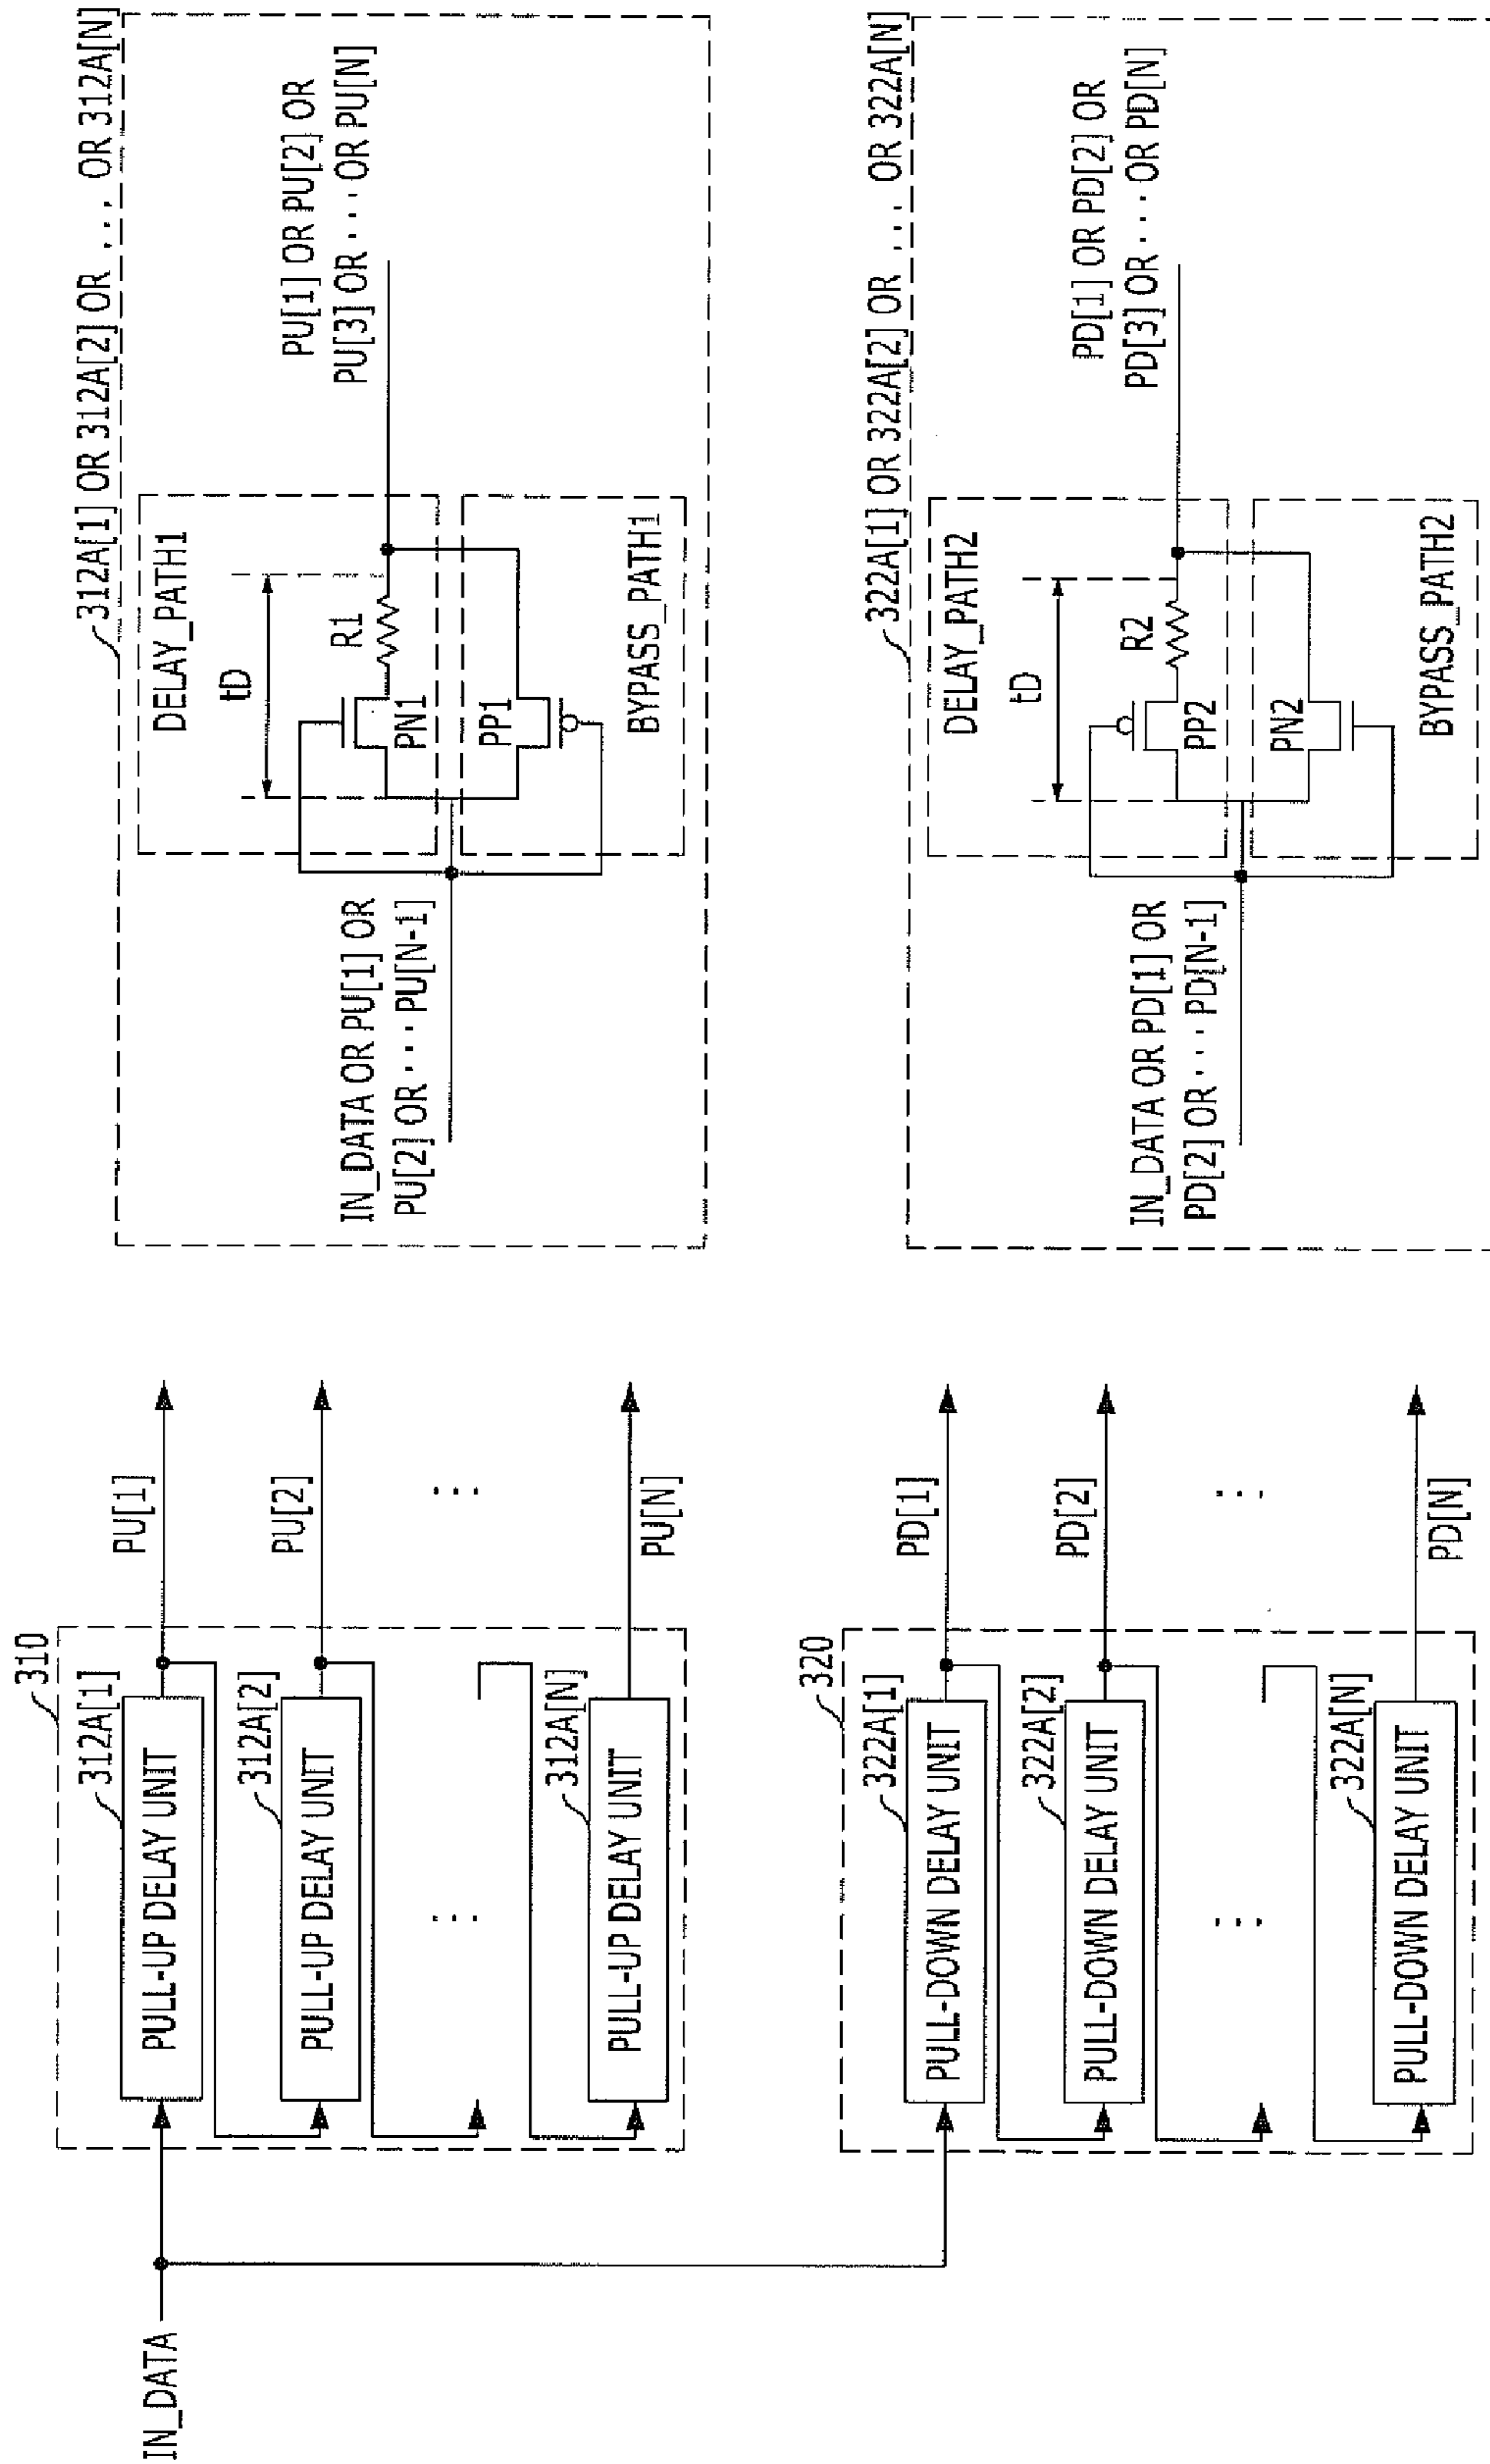 IN_DATA
310
312A[1]
PULL-UP DELAY UNIT
PU[1]
312A[2]
PULL-UP DELAY UNIT
PU[2]
...
...
312A[N]
PULL-UP DELAY UNIT
PU[N]
320
322A[1]
PULL-DOWN DELAY UNIT
PD[1]
322A[2]
PULL-DOWN DELAY UNIT
PD[2]
...
...
322A[N]
PULL-DOWN DELAY UNIT
PD[N]
312A[1] OR 312A[2] OR ... OR 312A[N]
DELAY_PATH1
tD
R1
PN1
PP1
BYPASS_PATH1
IN_DATA OR PU[1] OR
PU[2] OR ··· PU[N-1]
PU[1] OR PU[2] OR
PU[3] OR ··· OR PU[N]
322A[1] OR 322A[2] OR ... OR 322A[N]
DELAY_PATH2
tD
R2
PP2
PN2
BYPASS_PATH2
IN_DATA OR PD[1] OR
PD[2] OR ··· PD[N-1]
PD[1] OR PD[2] OR
PD[3] OR ··· OR PD[N]